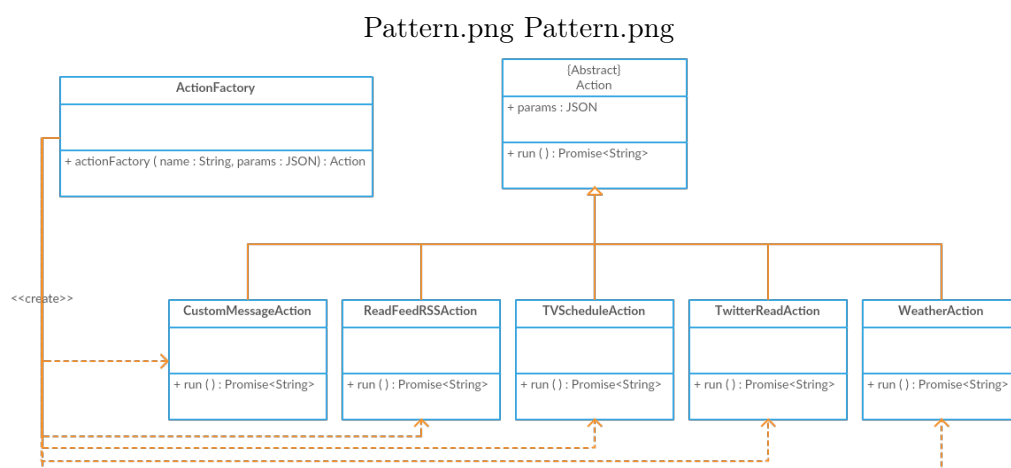 Pattern.png Pattern.png
{Abstract}
Action
+ params : JSON
+ run ( ) : Promise<String>
ActionFactory
+ actionFactory ( name : String, params : JSON) : Action
<<create>>
CustomMessageAction
+ run ( ) : Promise<String>
ReadFeedRSSAction
+ run ( ) : Promise<String>
TVScheduleAction
+ run ( ) : Promise<String>
TwitterReadAction
+ run ( ) : Promise<String>
WeatherAction
+ run ( ) : Promise<String>